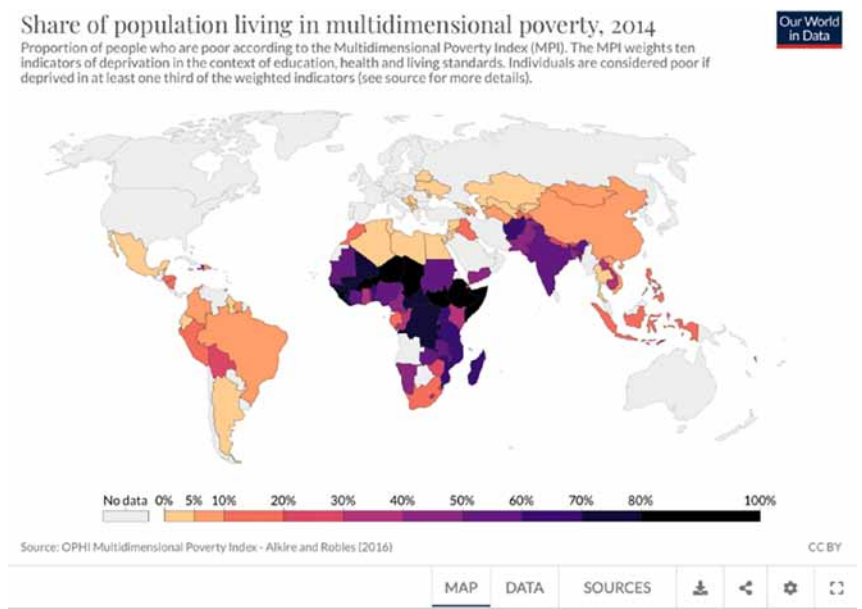 Share of population living in multidimensional poverty, 2014
Our World
in Data
Proportion of people who are poor according to the Multidimensional Poverty Index (MPI). The MPI weights ten
indicators of deprivation in the context of education, health and living standards. Individuals are considered poor if
deprived in at least one third of the weighted indicators (see source for more details).
No data 0% 5% 10% 20% 30% 40% 50% 60% 70% 80% 100%
Source: OPHI Multidimensional Poverty Index - Alkire and Robles (2016)
CC BY
MAP DATA SOURCES